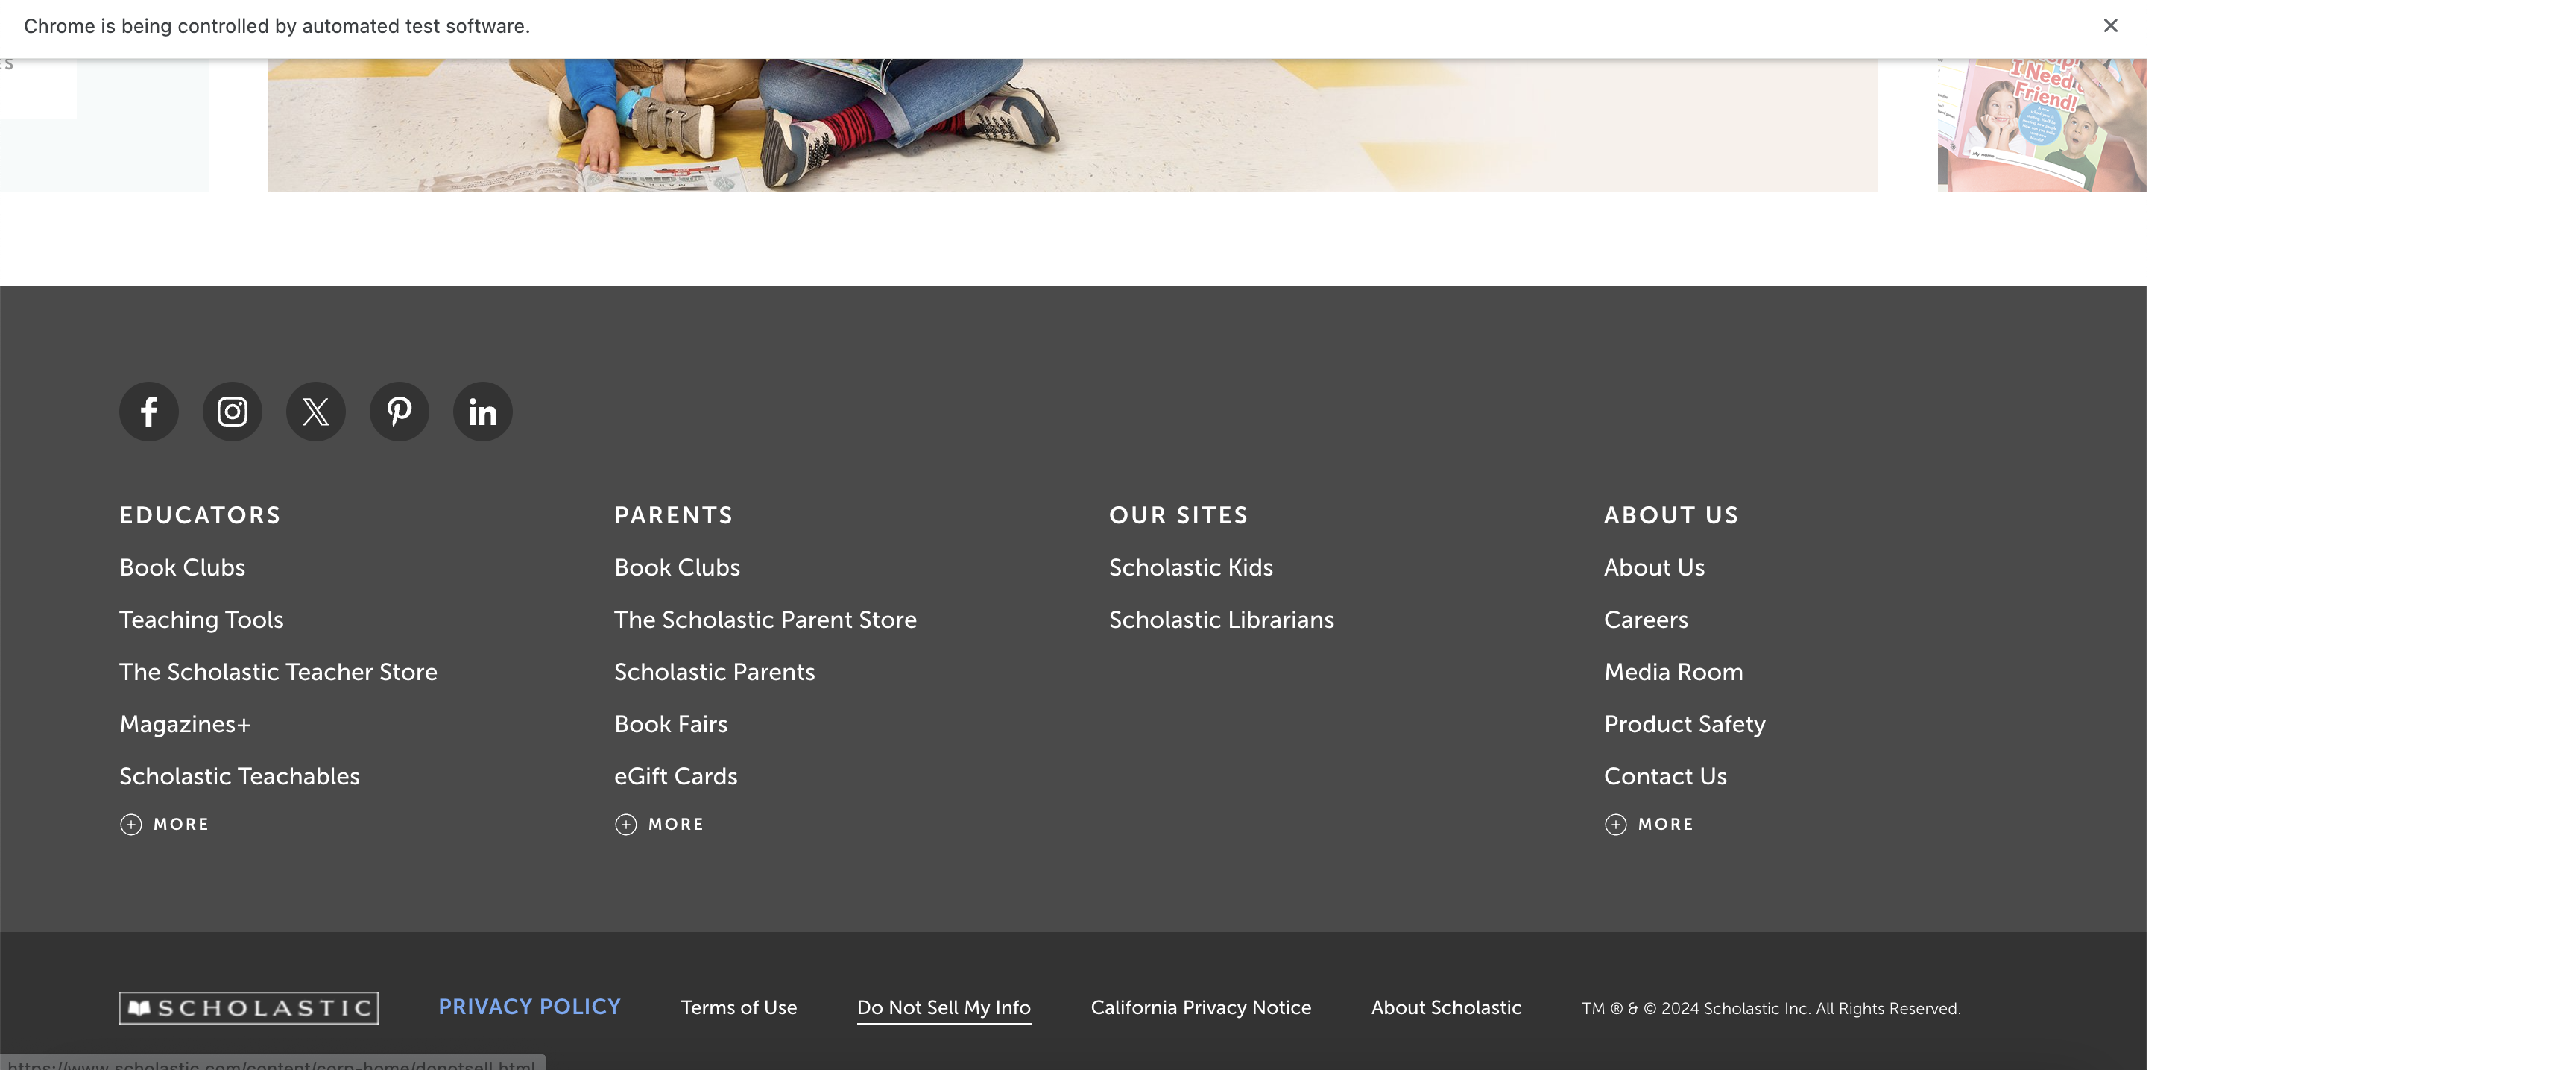 Chrome is being controlled by automated test software.
I Need
Friend!
My name
EDUCATORS
Book Clubs
Teaching Tools
The Scholastic Teacher Store
Magazines+
Scholastic Teachables
MORE
PARENTS
Book Clubs
The Scholastic Parent Store
Scholastic Parents
Book Fairs
eGift Cards
MORE
OUR SITES
Scholastic Kids
Scholastic Librarians
ABOUT US
About Us
Careers
Media Room
Product Safety
Contact Us
MORE
SCHOLASTIC PRIVACY POLICY Terms of Use Do Not Sell My Info California Privacy Notice About Scholastic TM ® & © 2024 Scholastic Inc. All Rights Reserved.
https://www.scholastic.com/content/corp-home/donotsell.html